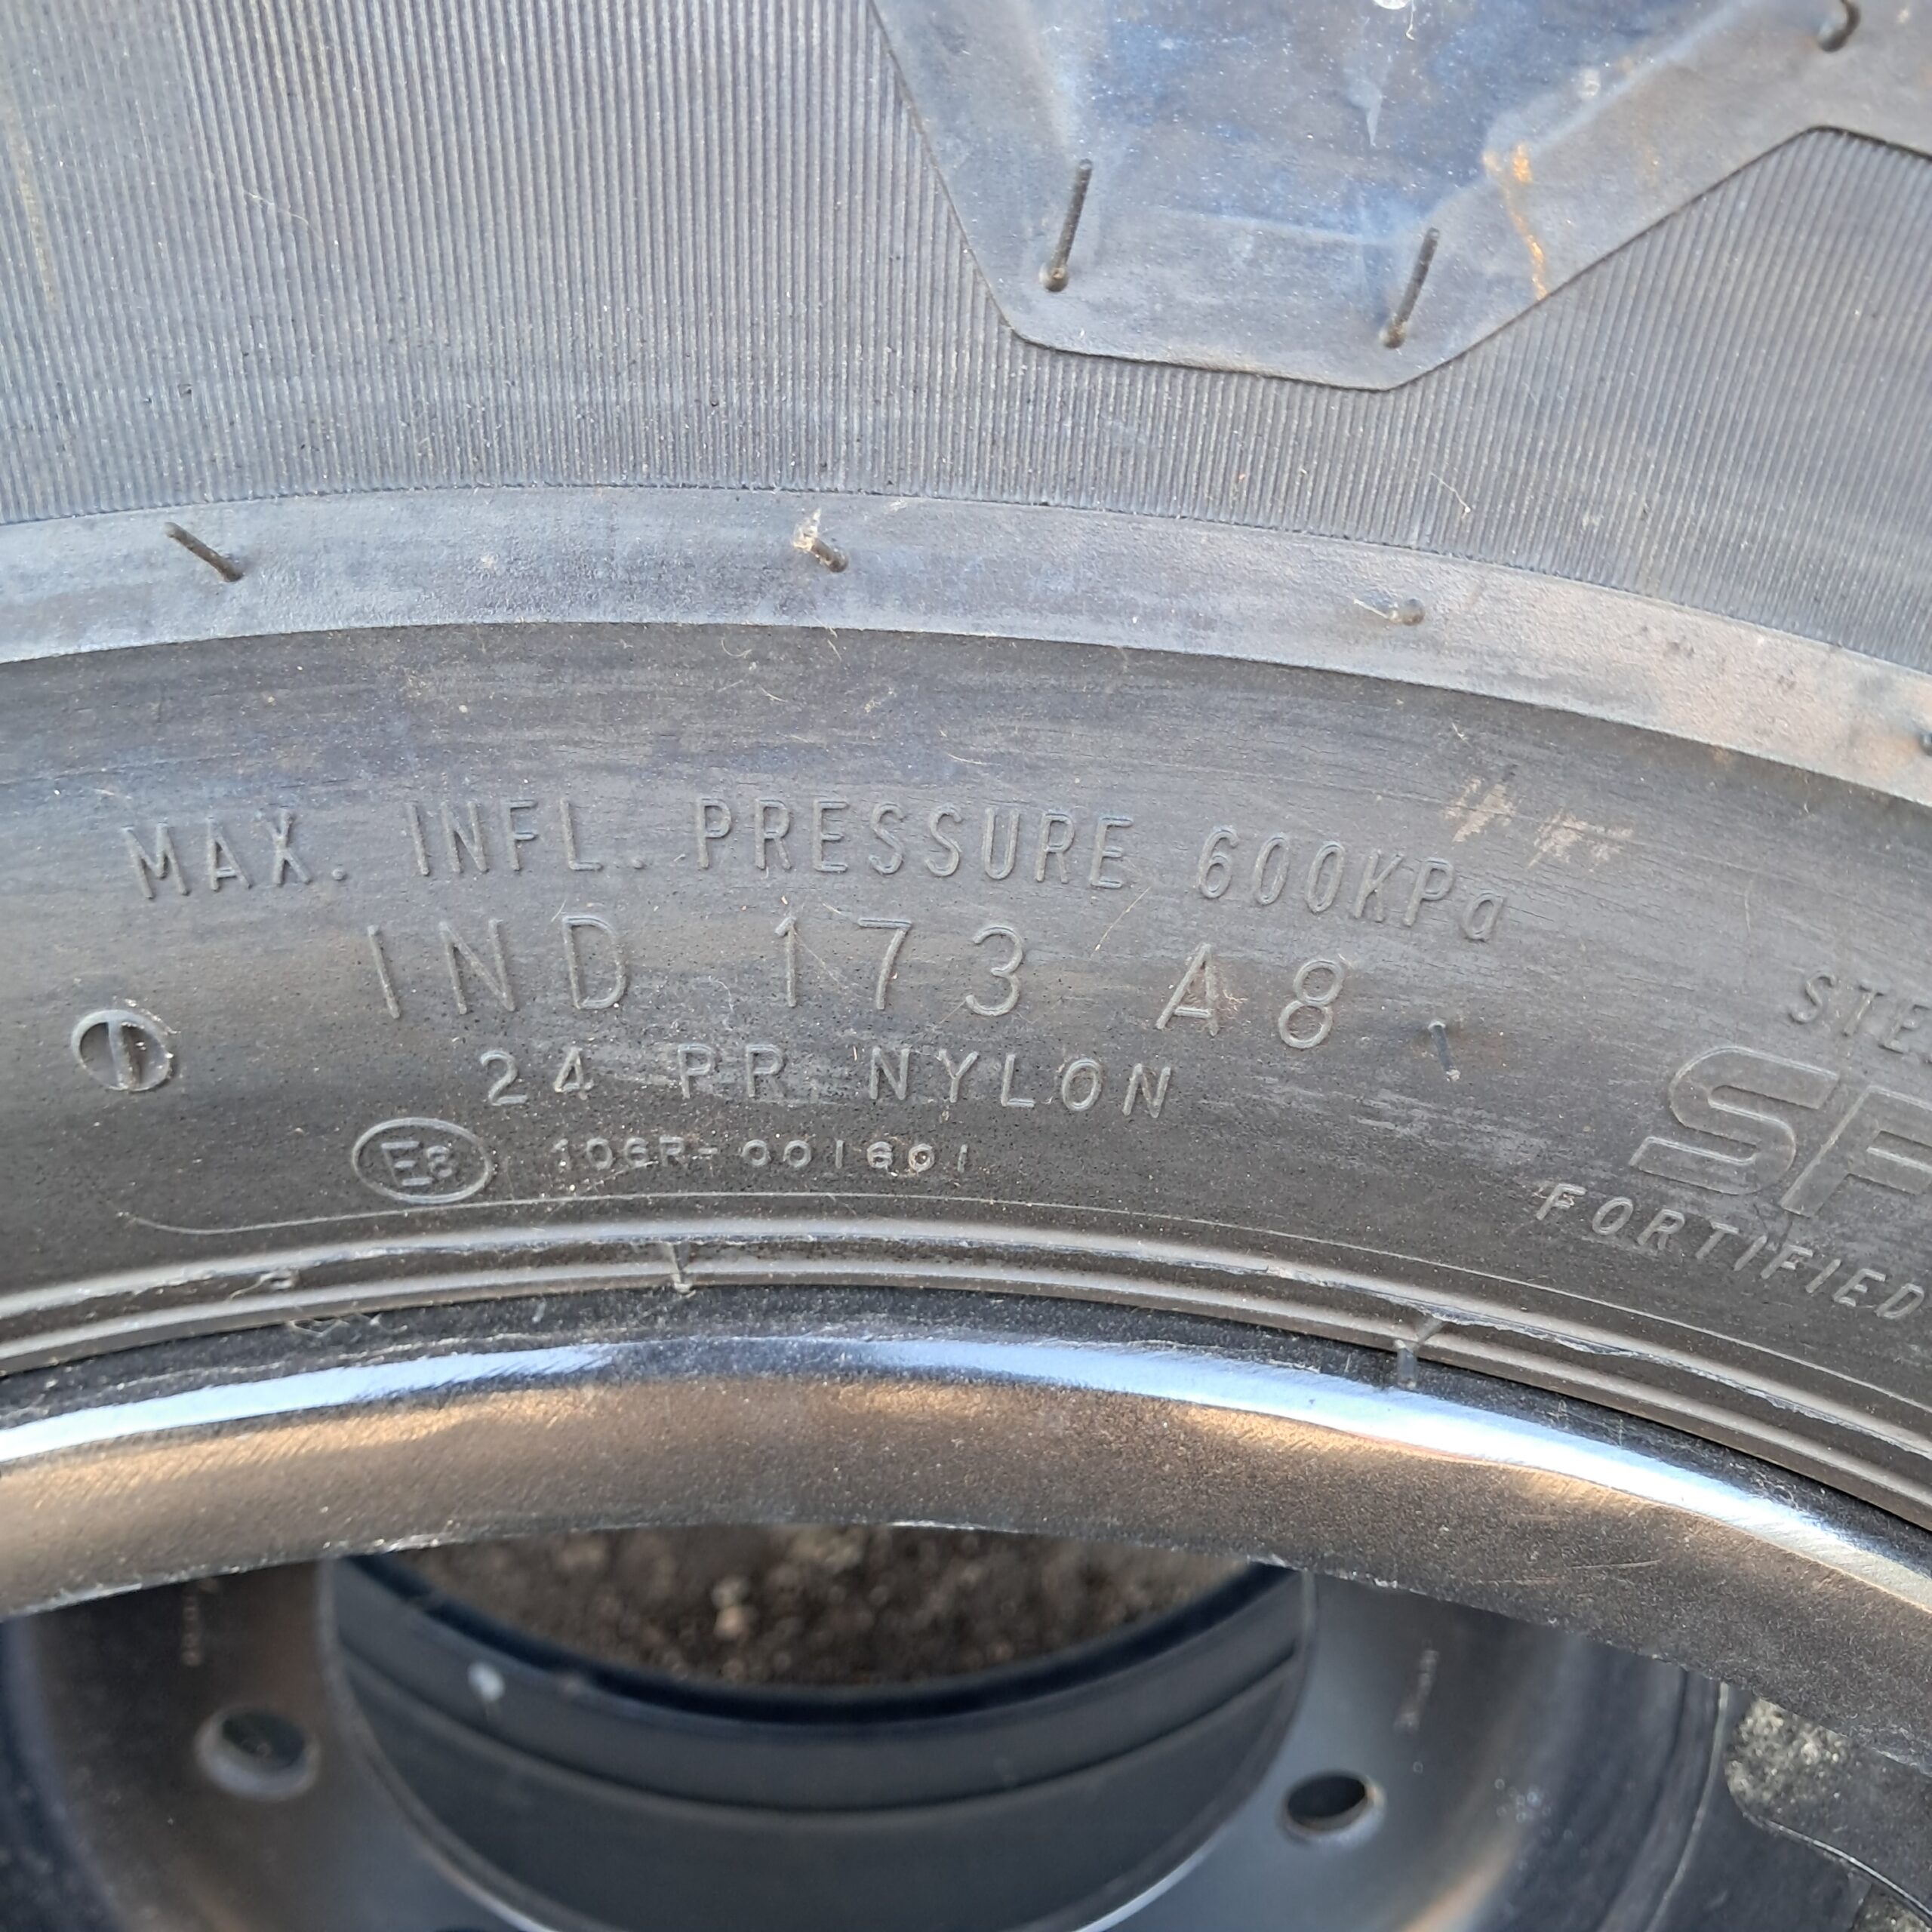 MAX. INFL. PRESSURE 600KPa
IND 173 A8
24 PR NYLON
E8 106R-001601
STE
SF
FORTIFIED